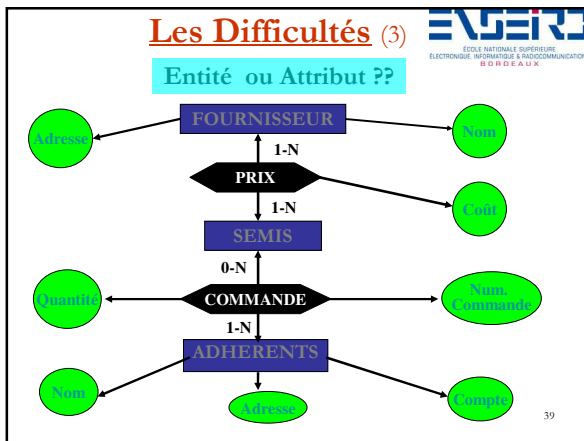 Les Difficultés (3)
ENSEIRB
ÉCOLE NATIONALE SUPÉRIEURE
ÉLECTRONIQUE, INFORMATIQUE & RADIOCOMMUNICATION
BORDEAUX
Entité ou Attribut ??
FOURNISSEUR
Adresse
Nom
1-N
PRIX
1-N
Coût
SEMIS
0-N
Quantité
COMMANDE
Num.
Commande
1-N
ADHERENTS
Nom
Adresse
Compte
39